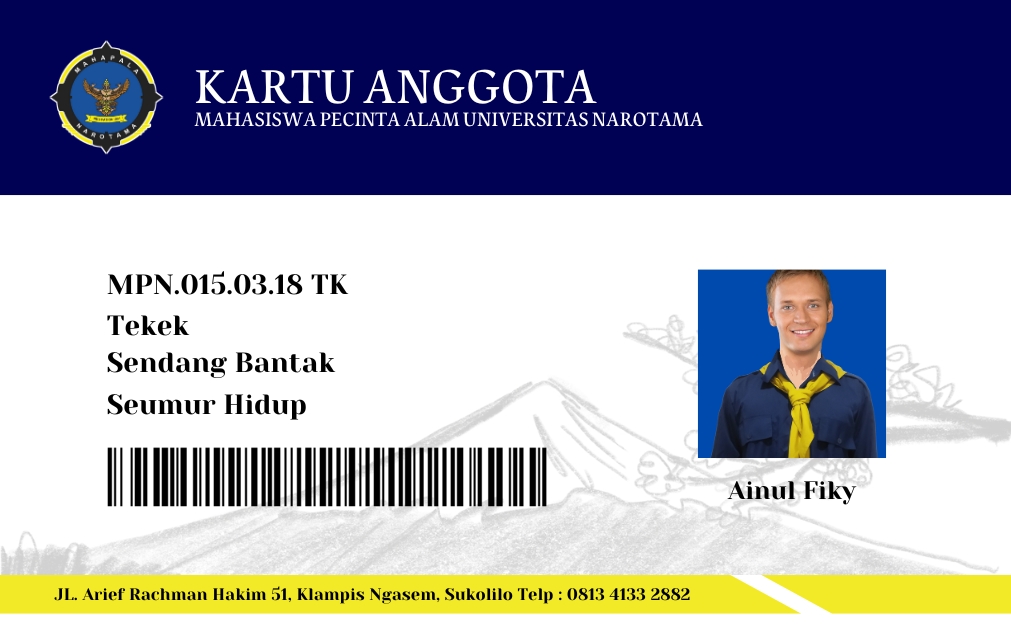 MAHAPALA
NAROTAMA
KARTU ANGGOTA
MAHASISWA PECINTA ALAM UNIVERSITAS NAROTAMA
MPN.015.03.18 TK
Tekek
Sendang Bantak
Seumur Hidup
Ainul Fiky
JL. Arief Rachman Hakim 51, Klampis Ngasem, Sukolilo Telp : 0813 4133 2882